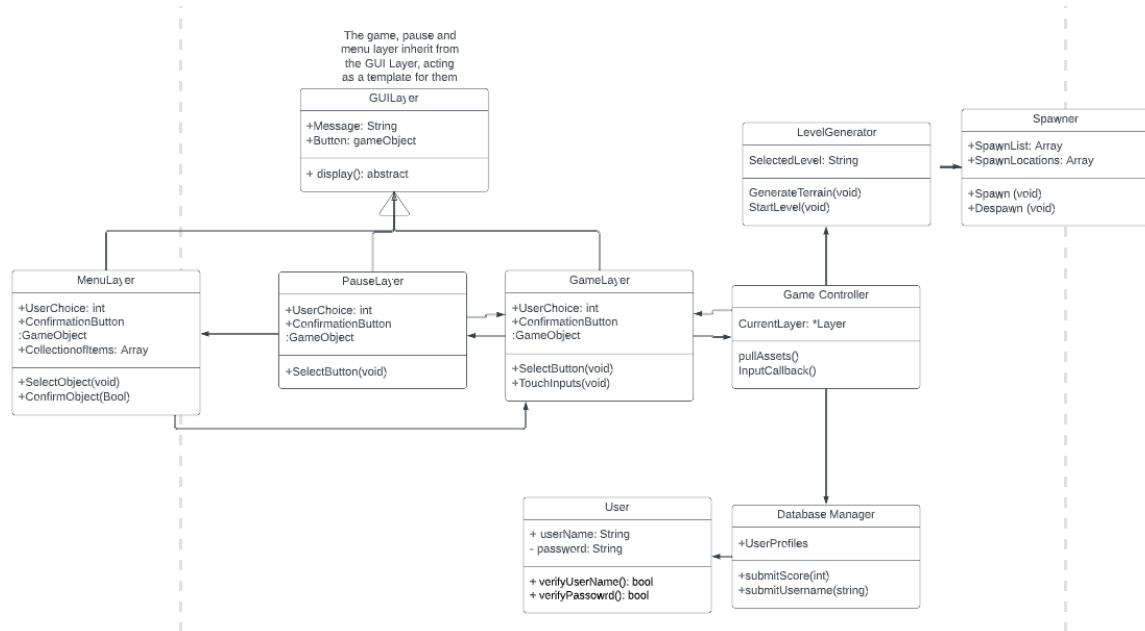 The game, pause and
menu layer inherit from
the GUI Layer, acting
as a template for them
GUILayer
+Message: String
+Button: gameObject
+ display(): abstract
LevelGenerator
SelectedLevel: String
GenerateTerrain(void)
StartLevel(void)
Spawner
+SpawnList: Array
+SpawnLocations: Array
+Spawn (void)
+Despawn (void)
MenuLayer
+UserChoice: int
+ConfirmationButton
:GameObject
+CollectionofItems: Array
+SelectObject(void)
+ConfirmObject(Bool)
PauseLayer
+UserChoice: int
+ConfirmationButton
:GameObject
+SelectButton(void)
GameLayer
+UserChoice: int
+ConfirmationButton
:GameObject
+SelectButton(void)
+TouchInputs(void)
Game Controller
CurrentLayer: *Layer
pullAssets()
InputCallback()
User
+ userName: String
- password: String
+ verifyUserName(): bool
+ verifyPassowrd(): bool
Database Manager
+UserProfiles
+submitScore(int)
+submitUsername(string)